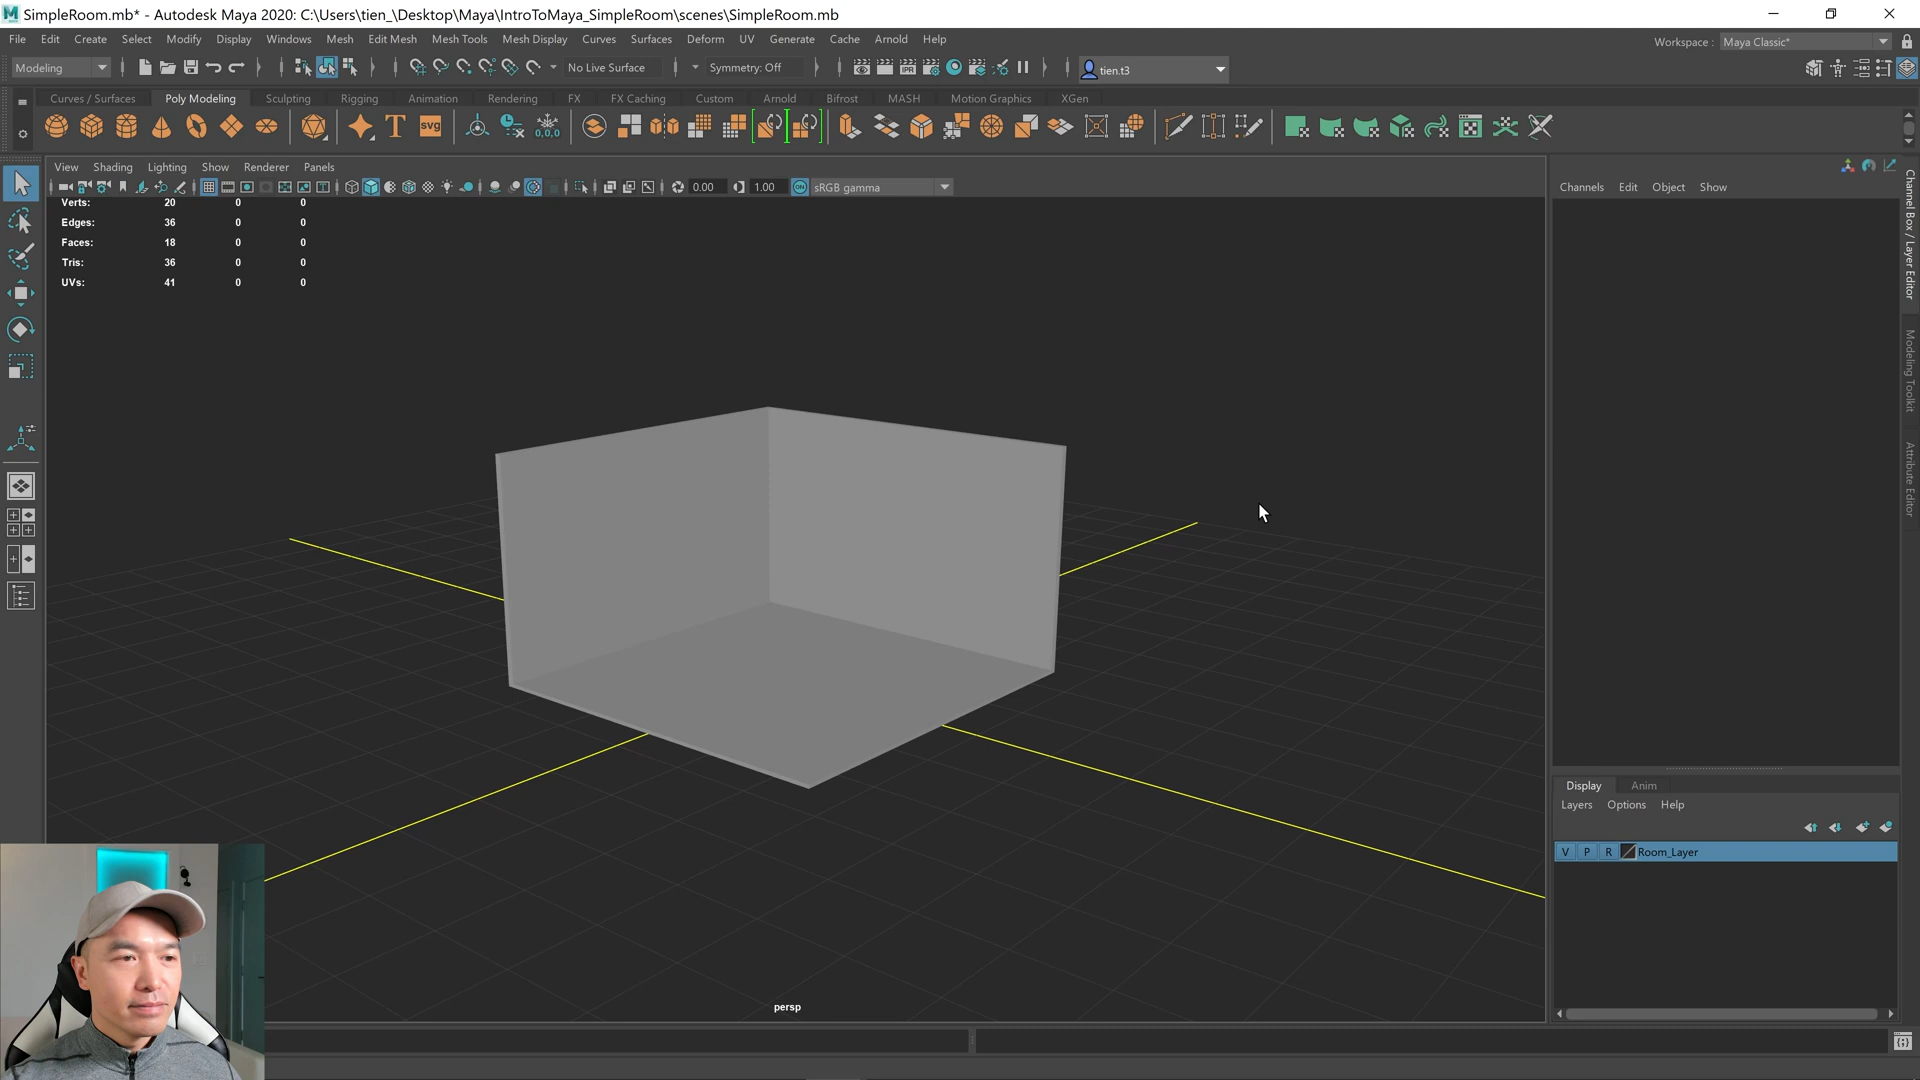 SimpleRoom.mb* - Autodesk Maya 2020: C:\Users\tien_\Desktop\Maya\IntroToMaya_SimpleRoom\scenes\SimpleRoom.mb
File Edit Create Select Modify Display Windows Mesh Edit Mesh Mesh Tools Mesh Display Curves Surfaces Deform UV Generate Cache Arnold Help
Workspace : Maya Classic*
Modeling No Live Surface Symmetry: Off IPR tien.t3
Curves / Surfaces Poly Modeling Sculpting Rigging Animation Rendering FX FX Caching Custom Arnold Bifrost MASH Motion Graphics XGen
T svg 0,0,0
View Shading Lighting Show Renderer Panels
0.00 1.00 ON sRGB gamma
Channels Edit Object Show
Verts: 20 0 0
Edges: 36 0 0
Faces: 18 0 0
Tris: 36 0 0
UVs: 41 0 0
Channel Box / Layer Editor
Modeling Toolkit
Attribute Editor
Display Anim
Layers Options Help
V P R Room_Layer
persp